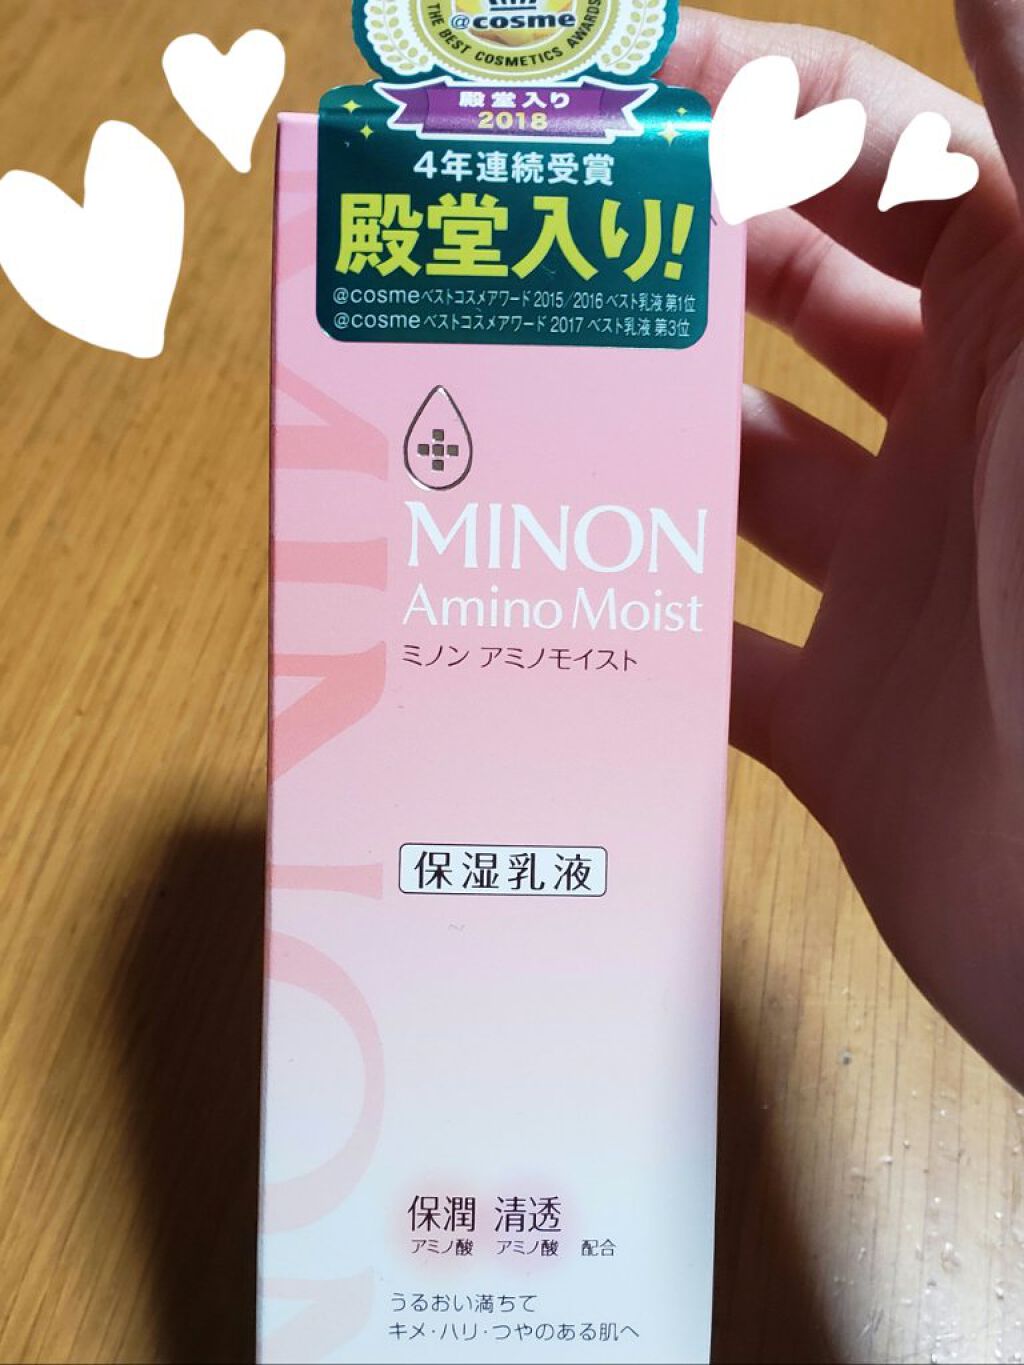 @cosme
THE BEST COSMETICS AWARDS
殿堂入り
2018
4年連続受賞
殿堂入り!
@cosmeベストコスメアワード2015/2016 ベスト乳液 第1位
@cosmeベストコスメアワード2017 ベスト乳液 第3位
MINON
Amino Moist
ミノン アミノモイスト
保湿乳液
保潤 清透
アミノ酸 アミノ酸 配合
うるおい満ちて
キメ・ハリ・つやのある肌へ
MINON